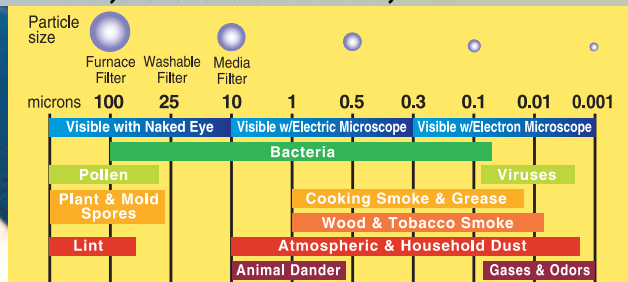 Particle
size
Furnace Washable Media
Filter Filter Filter
microns 100 25 10 1 0.5 0.3 0.1 0.01 0.001
Visible with Naked Eye Visible w/Electric Microscope Visible w/Electron Microscope
Bacteria
Pollen Viruses
Plant & Mold
Spores
Cooking Smoke & Grease
Wood & Tobacco Smoke
Lint Atmospheric & Household Dust
Animal Dander Gases & Odors